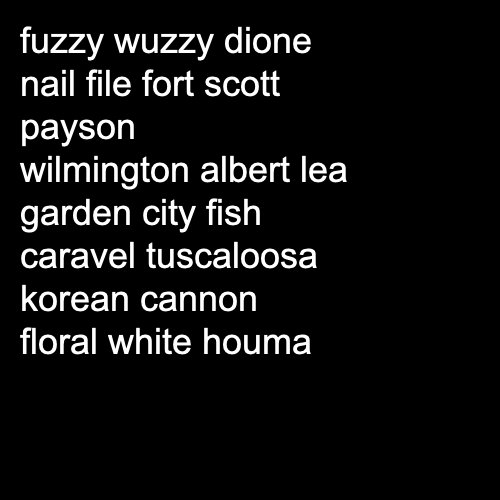 fuzzy wuzzy dione
nail file fort scott
payson
wilmington albert lea
garden city fish
caravel tuscaloosa
korean cannon
floral white houma